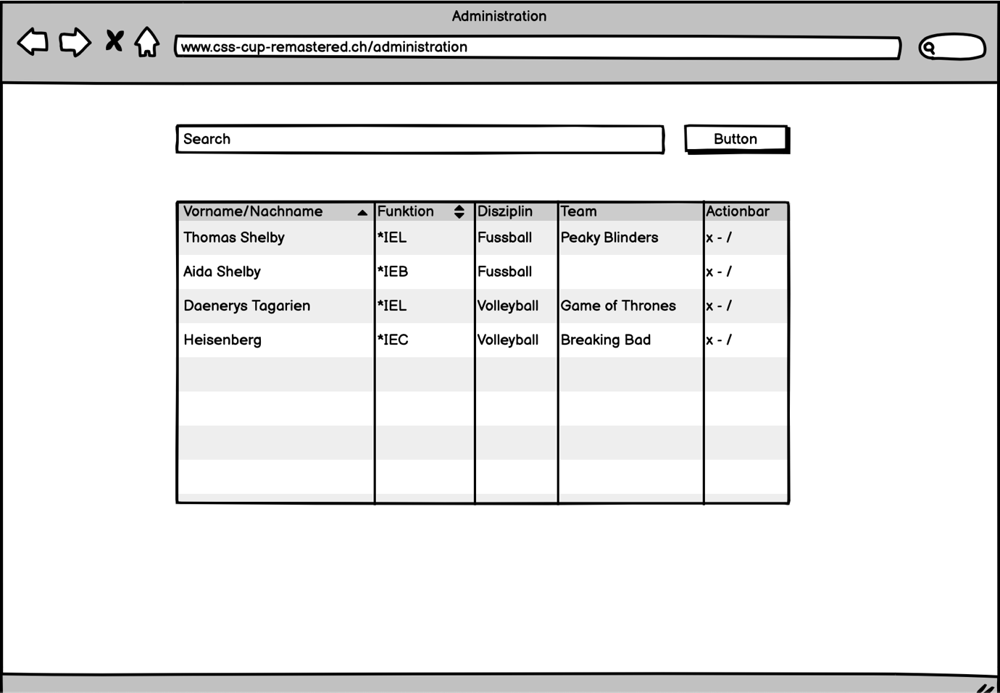 Administration
www.css-cup-remastered.ch/administration
Search
Button
Vorname/Nachname Funktion Disziplin Team Actionbar
Thomas Shelby *IEL Fussball Peaky Blinders x - /
Aida Shelby *IEB Fussball x - /
Daenerys Tagarien *IEL Volleyball Game of Thrones x - /
Heisenberg *IEC Volleyball Breaking Bad x - /